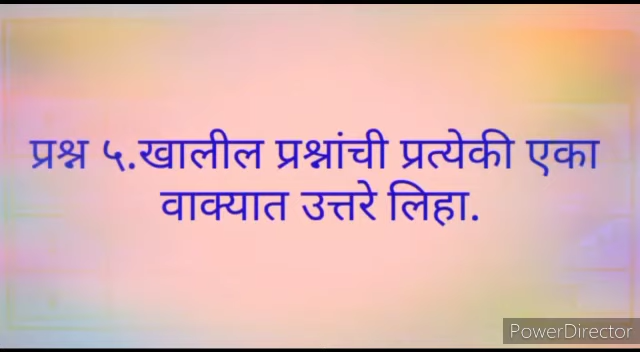 प्रश्न ५.खालील प्रश्नांची प्रत्येकी एका
वाक्यात उत्तरे लिहा.
PowerDirector